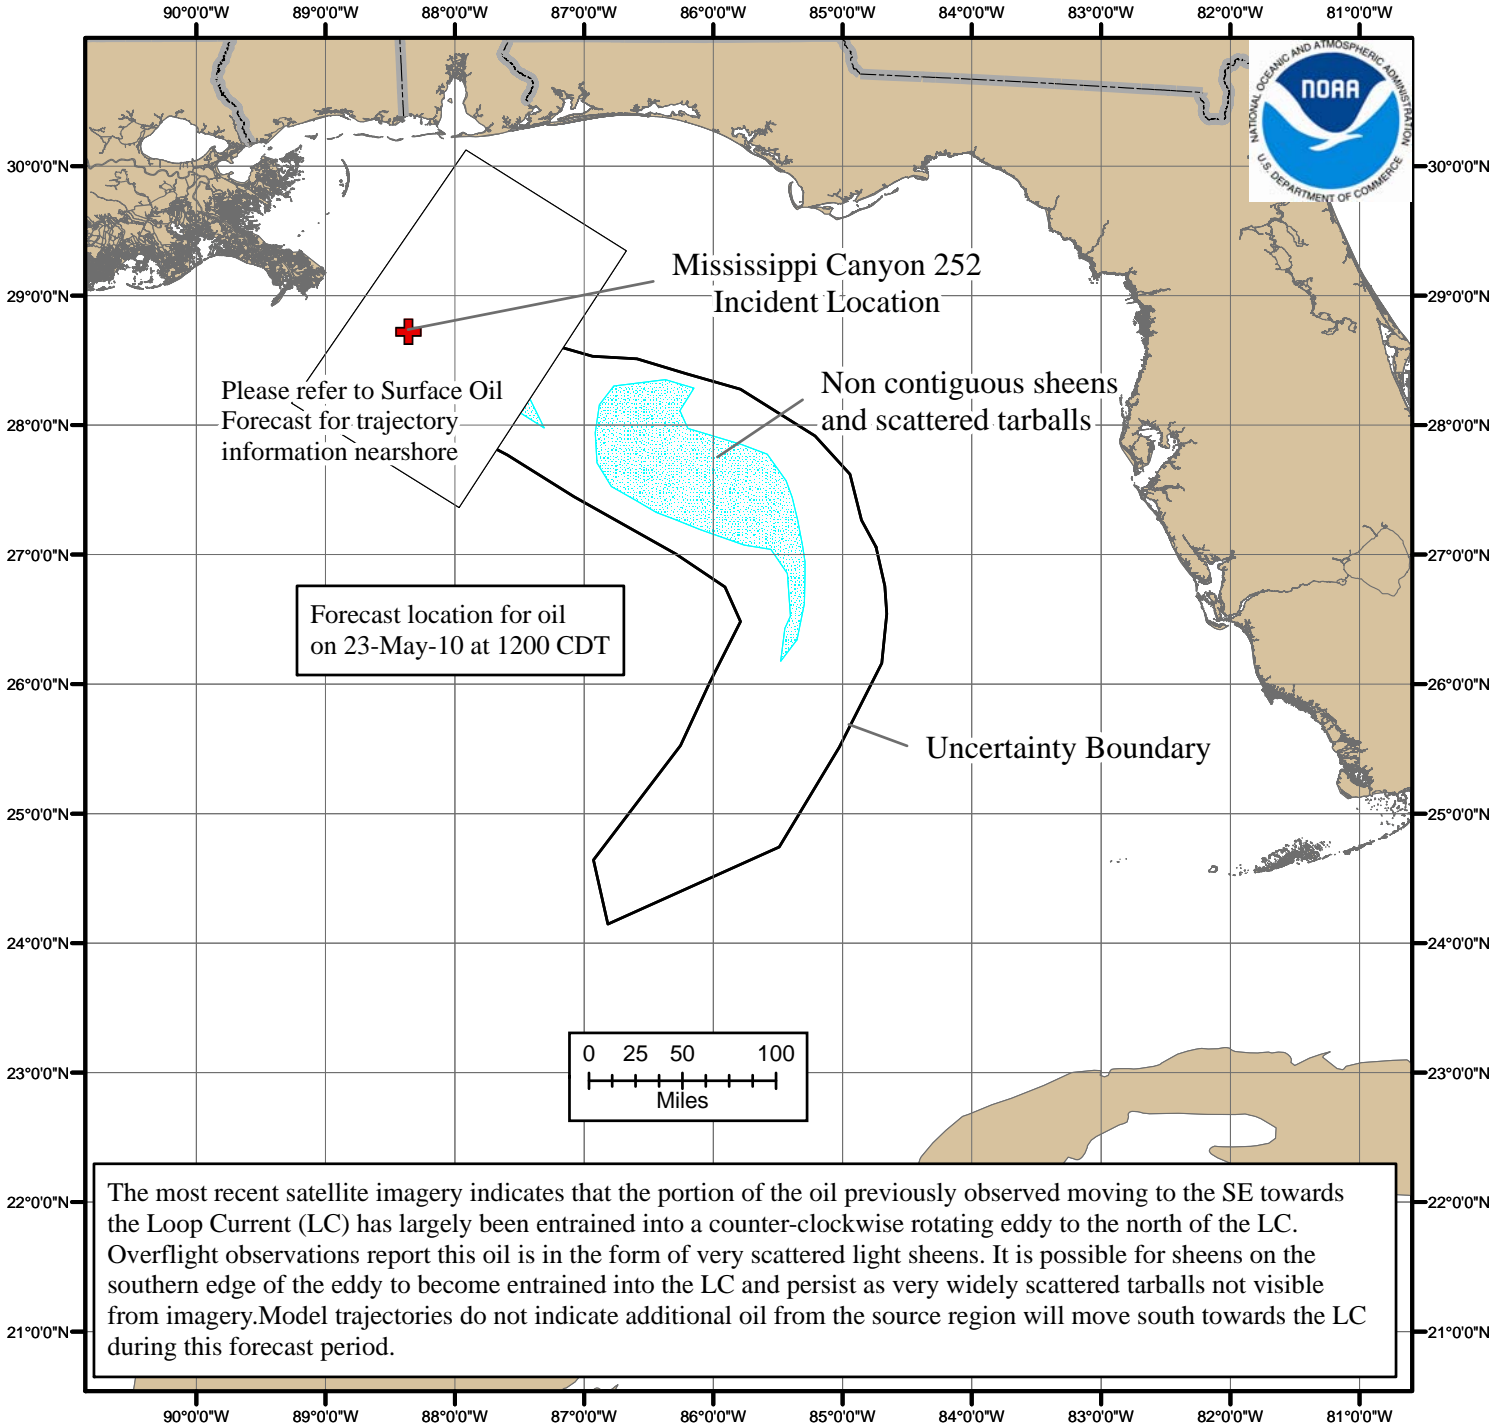 90°0'0"W 89°0'0"W 88°0'0"W 87°0'0"W 86°0'0"W 85°0'0"W 84°0'0"W 83°0'0"W 82°0'0"W 81°0'0"W
NATIONAL OCEANIC AND ATMOSPHERIC ADMINISTRATION
NOAA
U.S. DEPARTMENT OF COMMERCE
30°0'0"N 30°0'0"N
Mississippi Canyon 252
Incident Location
29°0'0"N 29°0'0"N
Please refer to Surface Oil
Forecast for trajectory
information nearshore
Non contiguous sheens
and scattered tarballs
28°0'0"N 28°0'0"N
27°0'0"N 27°0'0"N
Forecast location for oil
on 23-May-10 at 1200 CDT
26°0'0"N 26°0'0"N
Uncertainty Boundary
25°0'0"N 25°0'0"N
24°0'0"N 24°0'0"N
0 25 50 100
Miles
23°0'0"N 23°0'0"N
22°0'0"N 22°0'0"N
The most recent satellite imagery indicates that the portion of the oil previously observed moving to the SE towards
the Loop Current (LC) has largely been entrained into a counter-clockwise rotating eddy to the north of the LC.
Overflight observations report this oil is in the form of very scattered light sheens. It is possible for sheens on the
southern edge of the eddy to become entrained into the LC and persist as very widely scattered tarballs not visible
from imagery.Model trajectories do not indicate additional oil from the source region will move south towards the LC
during this forecast period.
21°0'0"N 21°0'0"N
90°0'0"W 89°0'0"W 88°0'0"W 87°0'0"W 86°0'0"W 85°0'0"W 84°0'0"W 83°0'0"W 82°0'0"W 81°0'0"W